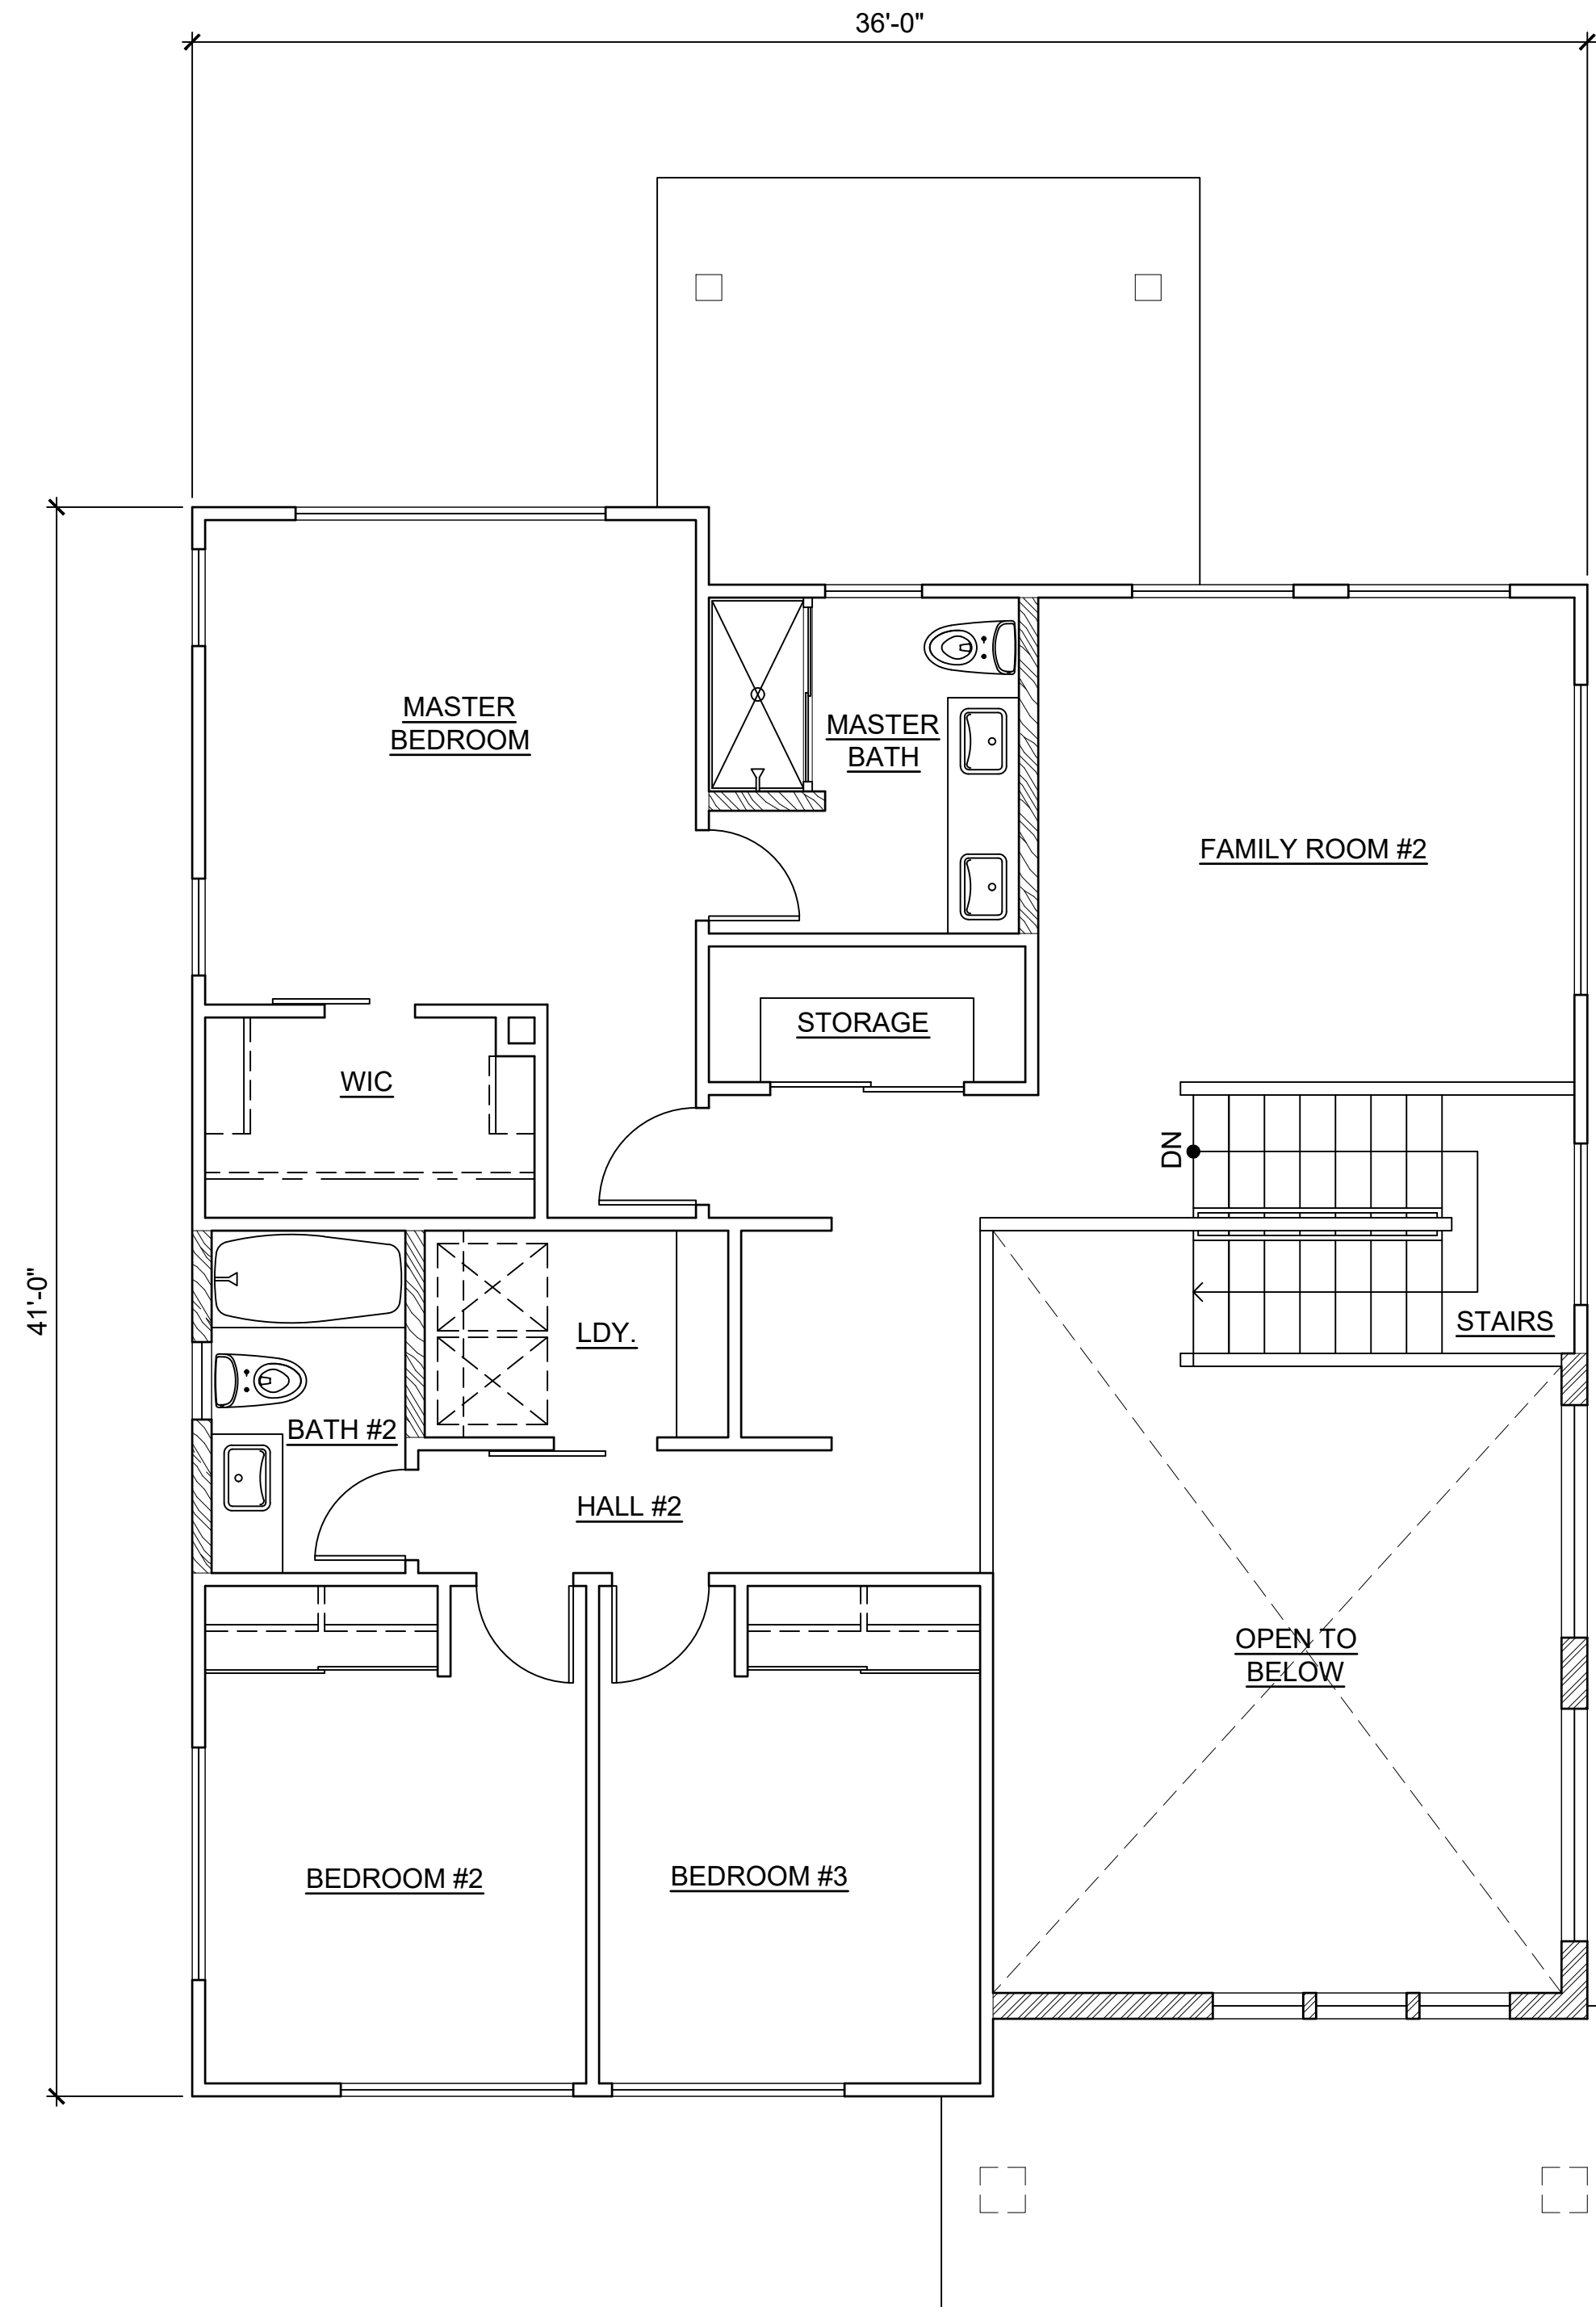 36'-0"
MASTER
BEDROOM
MASTER
BATH
FAMILY ROOM #2
STORAGE
WIC
DN
41'-0"
LDY.
STAIRS
BATH #2
HALL #2
OPEN TO
BELOW
BEDROOM #2
BEDROOM #3